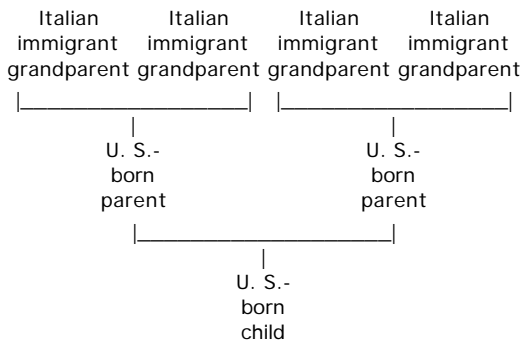 Italian Italian Italian Italian
immigrant immigrant immigrant immigrant
grandparent grandparent grandparent grandparent
U. S.- U. S.-
born born
parent parent
U. S.-
born
child